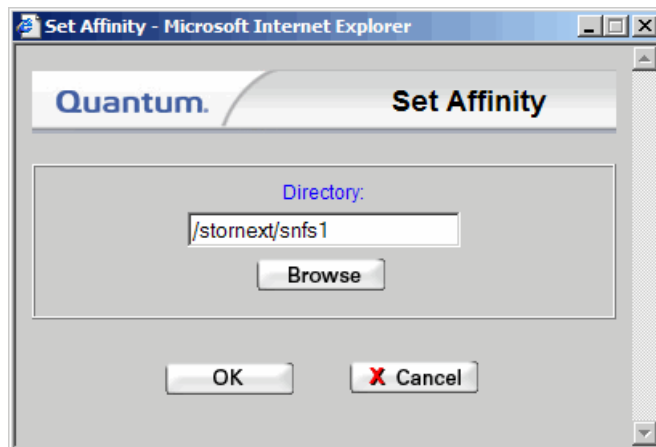 Set Affinity - Microsoft Internet Explorer
Quantum.
Set Affinity
Directory:
/stornext/snfs1
Browse
OK
X Cancel